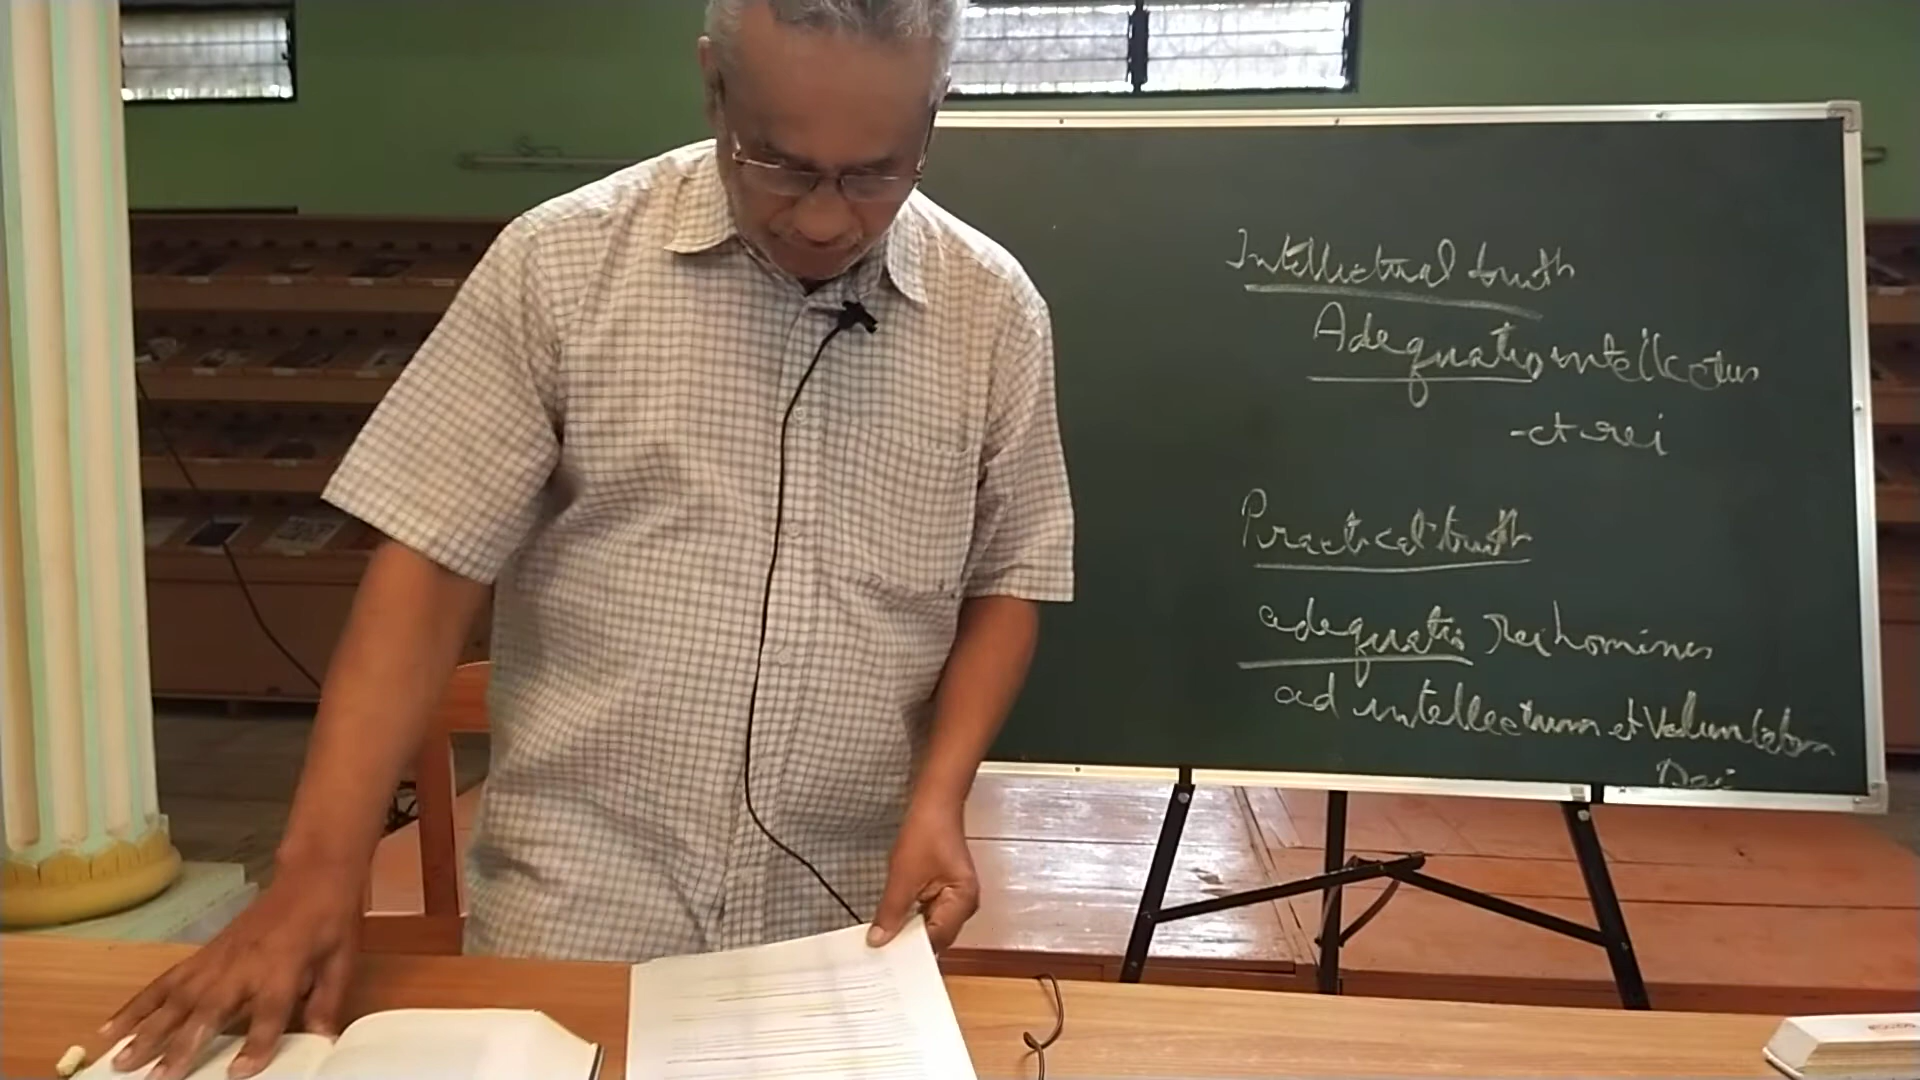 Intellectual truth
Adequatio intellectus
et rei
Practical truth
adequatio rei hominis
ad intellectum et Voluntatem
Dei